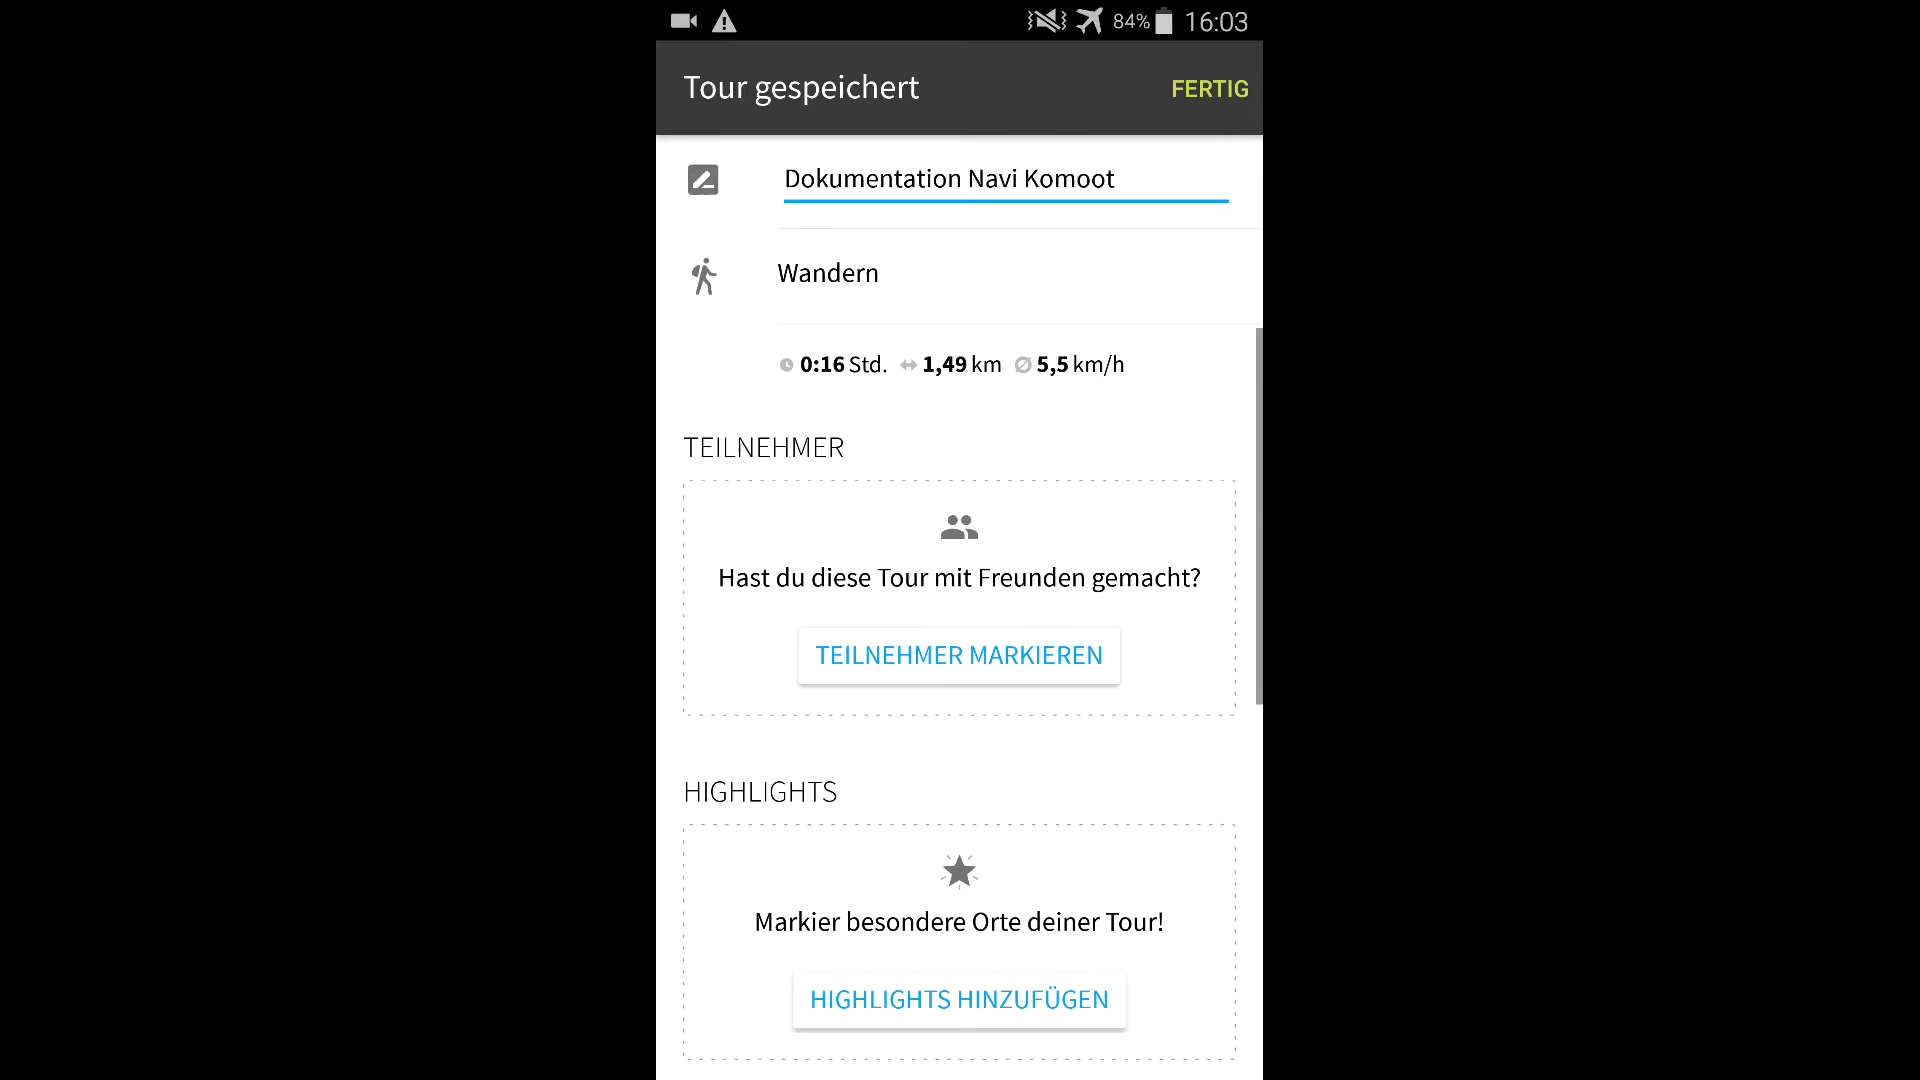 84% 16:03
Tour gespeichert FERTIG
Dokumentation Navi Komoot
Wandern
0:16 Std. 1,49 km 5,5 km/h
TEILNEHMER
Hast du diese Tour mit Freunden gemacht?
TEILNEHMER MARKIEREN
HIGHLIGHTS
Markier besondere Orte deiner Tour!
HIGHLIGHTS HINZUFÜGEN